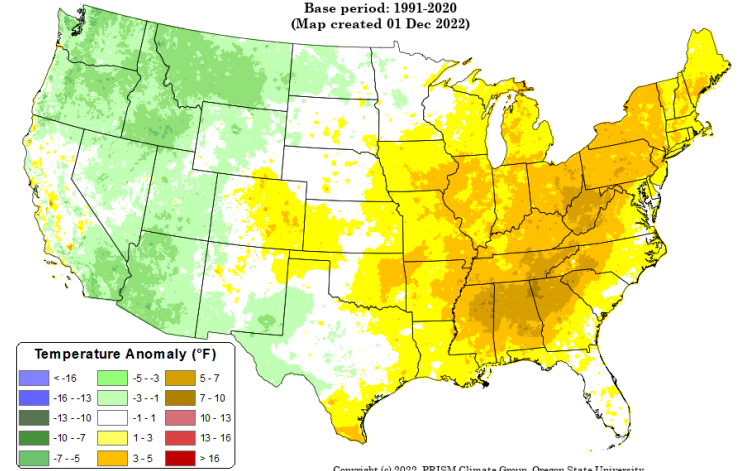 Base period: 1991-2020
(Map created 01 Dec 2022)
Temperature Anomaly (°F)
< -16
-5 - -3
5 - 7
-16 - -13
-3 - -1
7 - 10
-13 - -10
-1 - 1
10 - 13
-10 - -7
1 - 3
13 - 16
-7 - -5
3 - 5
> 16
Copyright (c) 2022, PRISM Climate Group, Oregon State University